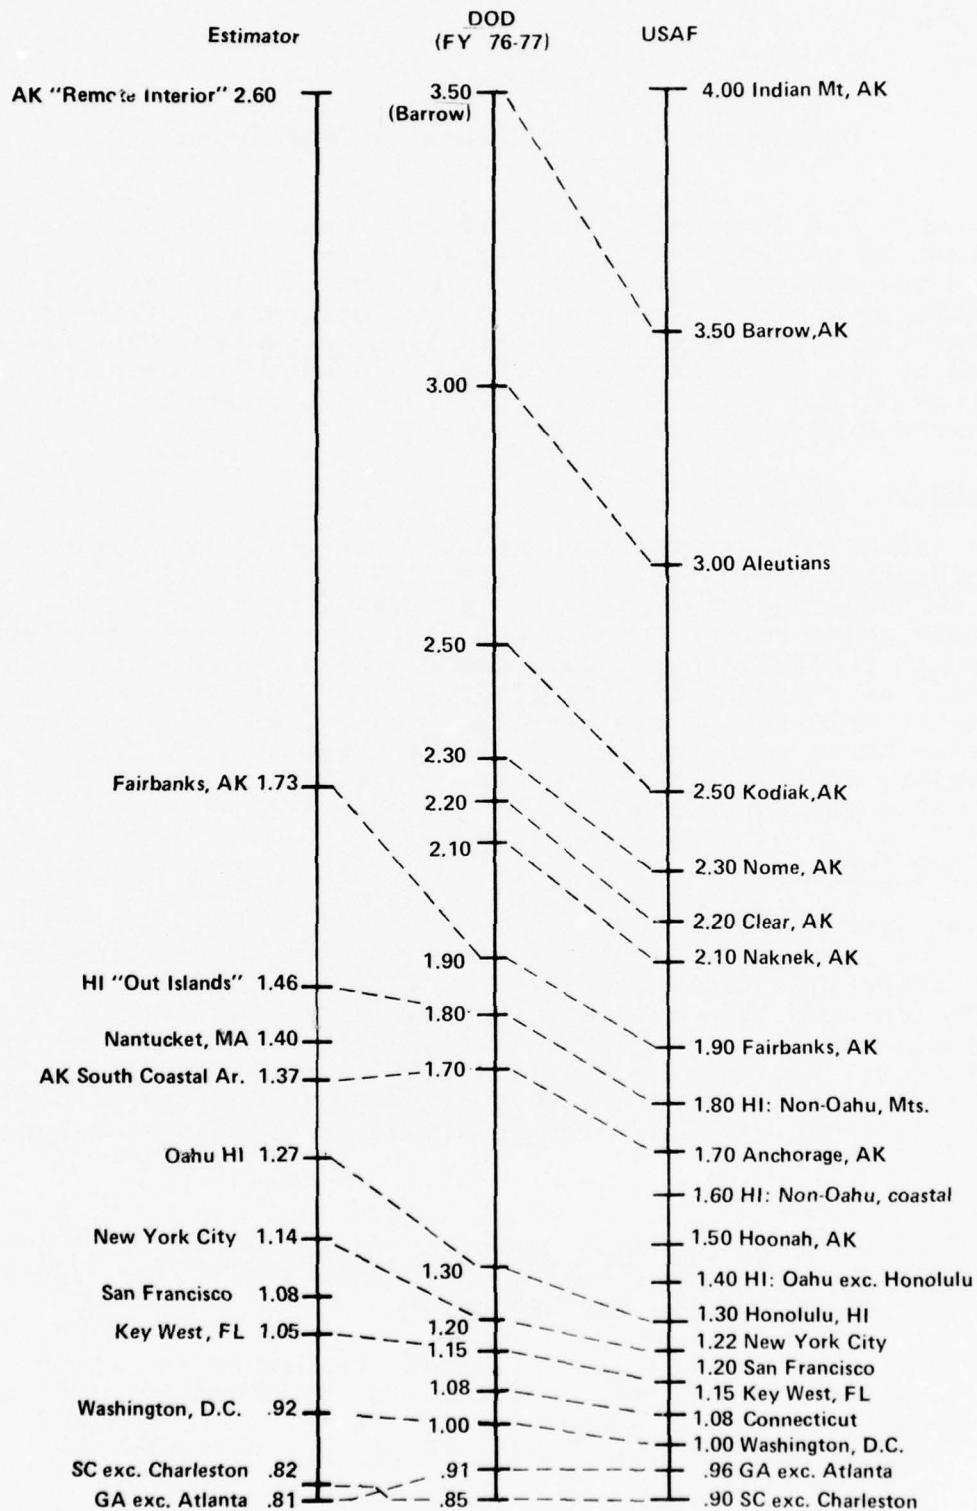 Estimator
DOD
(FY 76-77)
USAF
AK "Remote Interior" 2.60
3.50
(Barrow)
4.00 Indian Mt, AK
3.50 Barrow,AK
3.00
3.00 Aleutians
2.50
2.30
Fairbanks, AK 1.73
2.50 Kodiak,AK
2.20
2.10
2.30 Nome, AK
2.20 Clear, AK
1.90
2.10 Naknek, AK
HI "Out Islands" 1.46
1.80
Nantucket, MA 1.40
1.90 Fairbanks, AK
AK South Coastal Ar. 1.37
1.70
1.80 HI: Non-Oahu, Mts.
Oahu HI 1.27
1.70 Anchorage, AK
1.60 HI: Non-Oahu, coastal
New York City 1.14
1.50 Hoonah, AK
1.30
1.40 HI: Oahu exc. Honolulu
San Francisco 1.08
1.30 Honolulu, HI
Key West, FL 1.05
1.20
1.22 New York City
1.15
1.20 San Francisco
1.08
1.15 Key West, FL
Washington, D.C. .92
1.00
1.08 Connecticut
1.00 Washington, D.C.
SC exc. Charleston .82
.91
.96 GA exc. Atlanta
GA exc. Atlanta .81
.85
.90 SC exc. Charleston